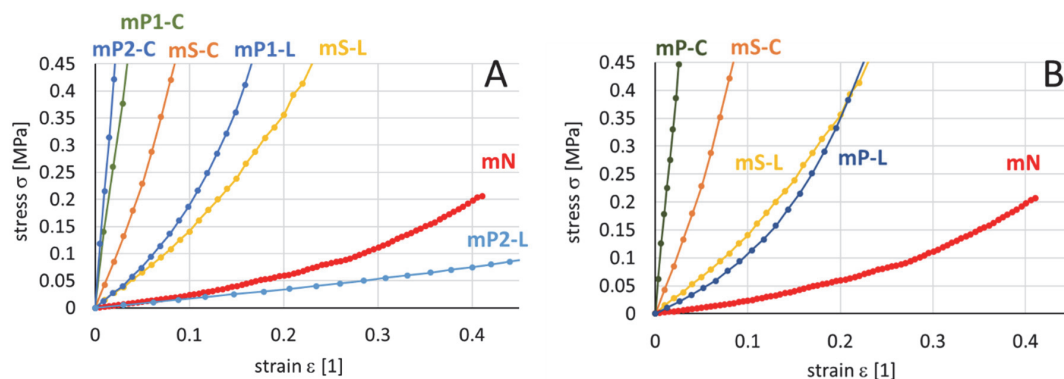 mP1-C
mP2-C mS-C mP1-L mS-L
A
0.45
0.4
0.35
0.3
0.25
0.2
0.15
0.1
0.05
0
stress σ [MPa]
mN
mP2-L
0 0.1 0.2 0.3 0.4
strain ε [1]
mP-C mS-C
B
0.45
0.4
0.35
0.3
0.25
0.2
0.15
0.1
0.05
0
stress σ [MPa]
mS-L mP-L
mN
0 0.1 0.2 0.3 0.4
strain ε [1]